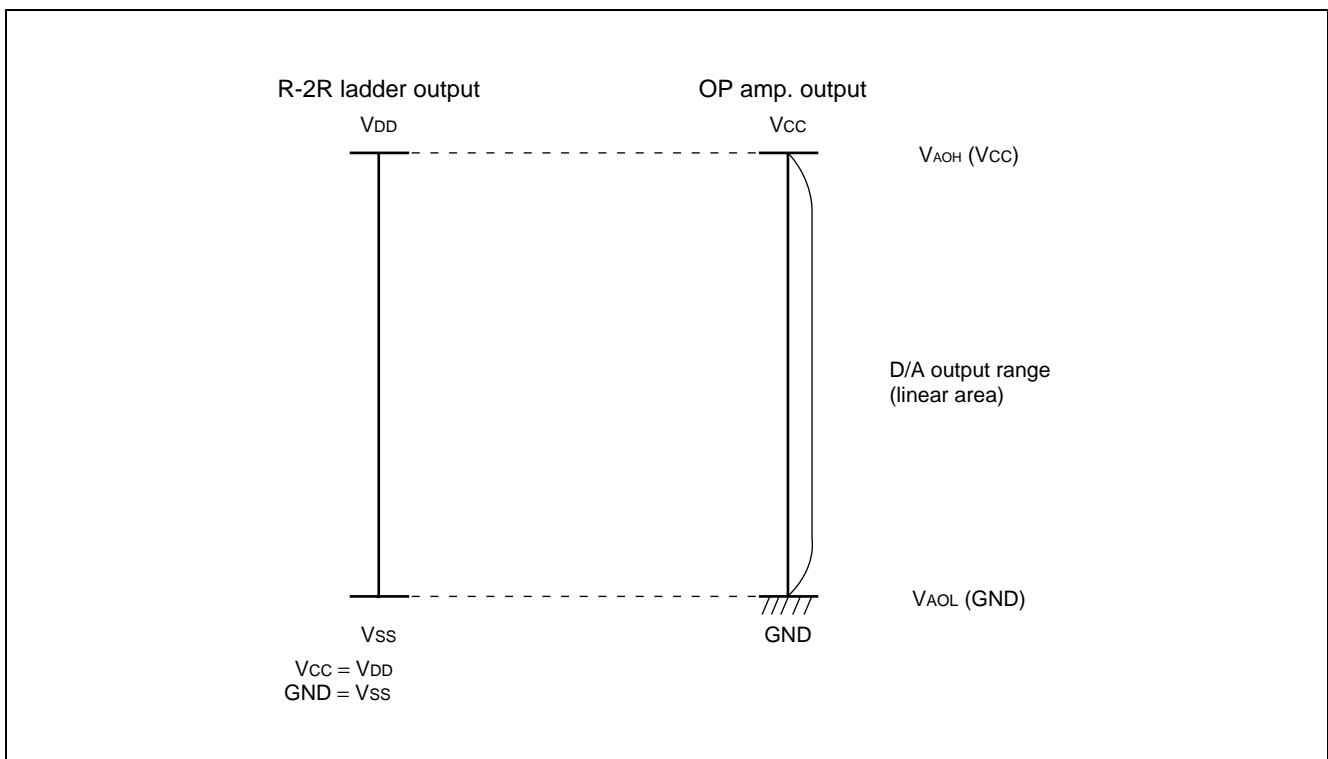 R-2R ladder output
OP amp. output
VDD
VCC
VAOH (VCC)
D/A output range
(linear area)
VAOL (GND)
VSS
GND
VCC = VDD
GND = VSS